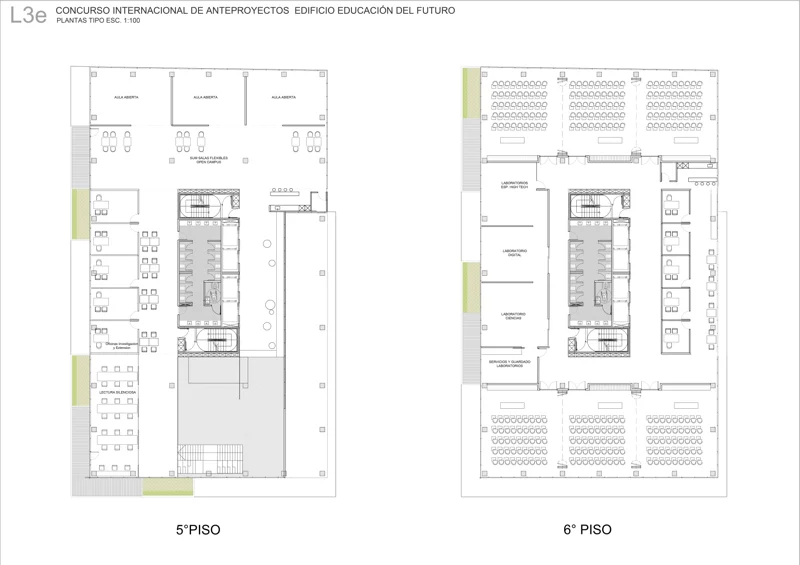 L3e
CONCURSO INTERNACIONAL DE ANTEPROYECTOS EDIFICIO EDUCACIÓN DEL FUTURO
PLANTAS TIPO ESC. 1:100
AULA ABIERTA
AULA ABIERTA
AULA ABIERTA
GUW SALAS FLEXIBLES
OPEN CAMPUS
Oficinas Investigacion
y Extension
LECTURA SILENCIOSA
5°PISO
LABORATORIOS
ESP. HIGH TECH
LABORATORIO
DIGITAL
LABORATORIO
CIENCIAS
SERVICIOS Y GUARDADO
LABORATORIOS
6° PISO